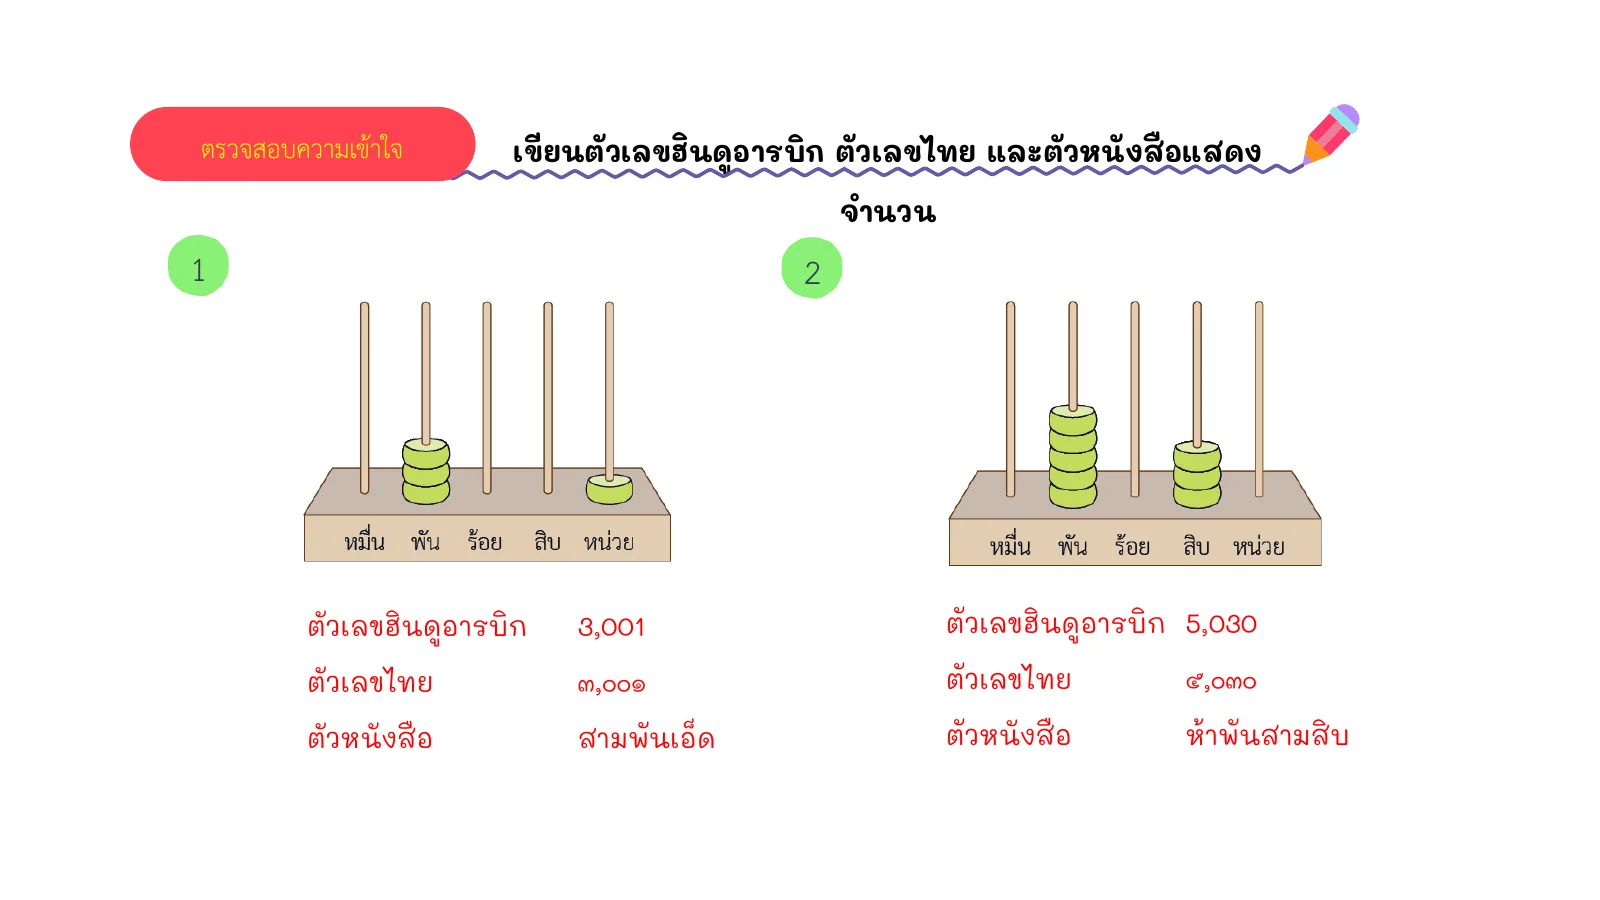 ตรวจสอบความเข้าใจ
เขียนตัวเลขฮินดูอารบิก ตัวเลขไทย และตัวหนังสือแสดง
จำนวน
1
หมื่น พัน ร้อย สิบ หน่วย
ตัวเลขฮินดูอารบิก 3,001
ตัวเลขไทย ๓,๐๐๑
ตัวหนังสือ สามพันเอ็ด
2
หมื่น พัน ร้อย สิบ หน่วย
ตัวเลขฮินดูอารบิก 5,030
ตัวเลขไทย ๕,๐๓๐
ตัวหนังสือ ห้าพันสามสิบ